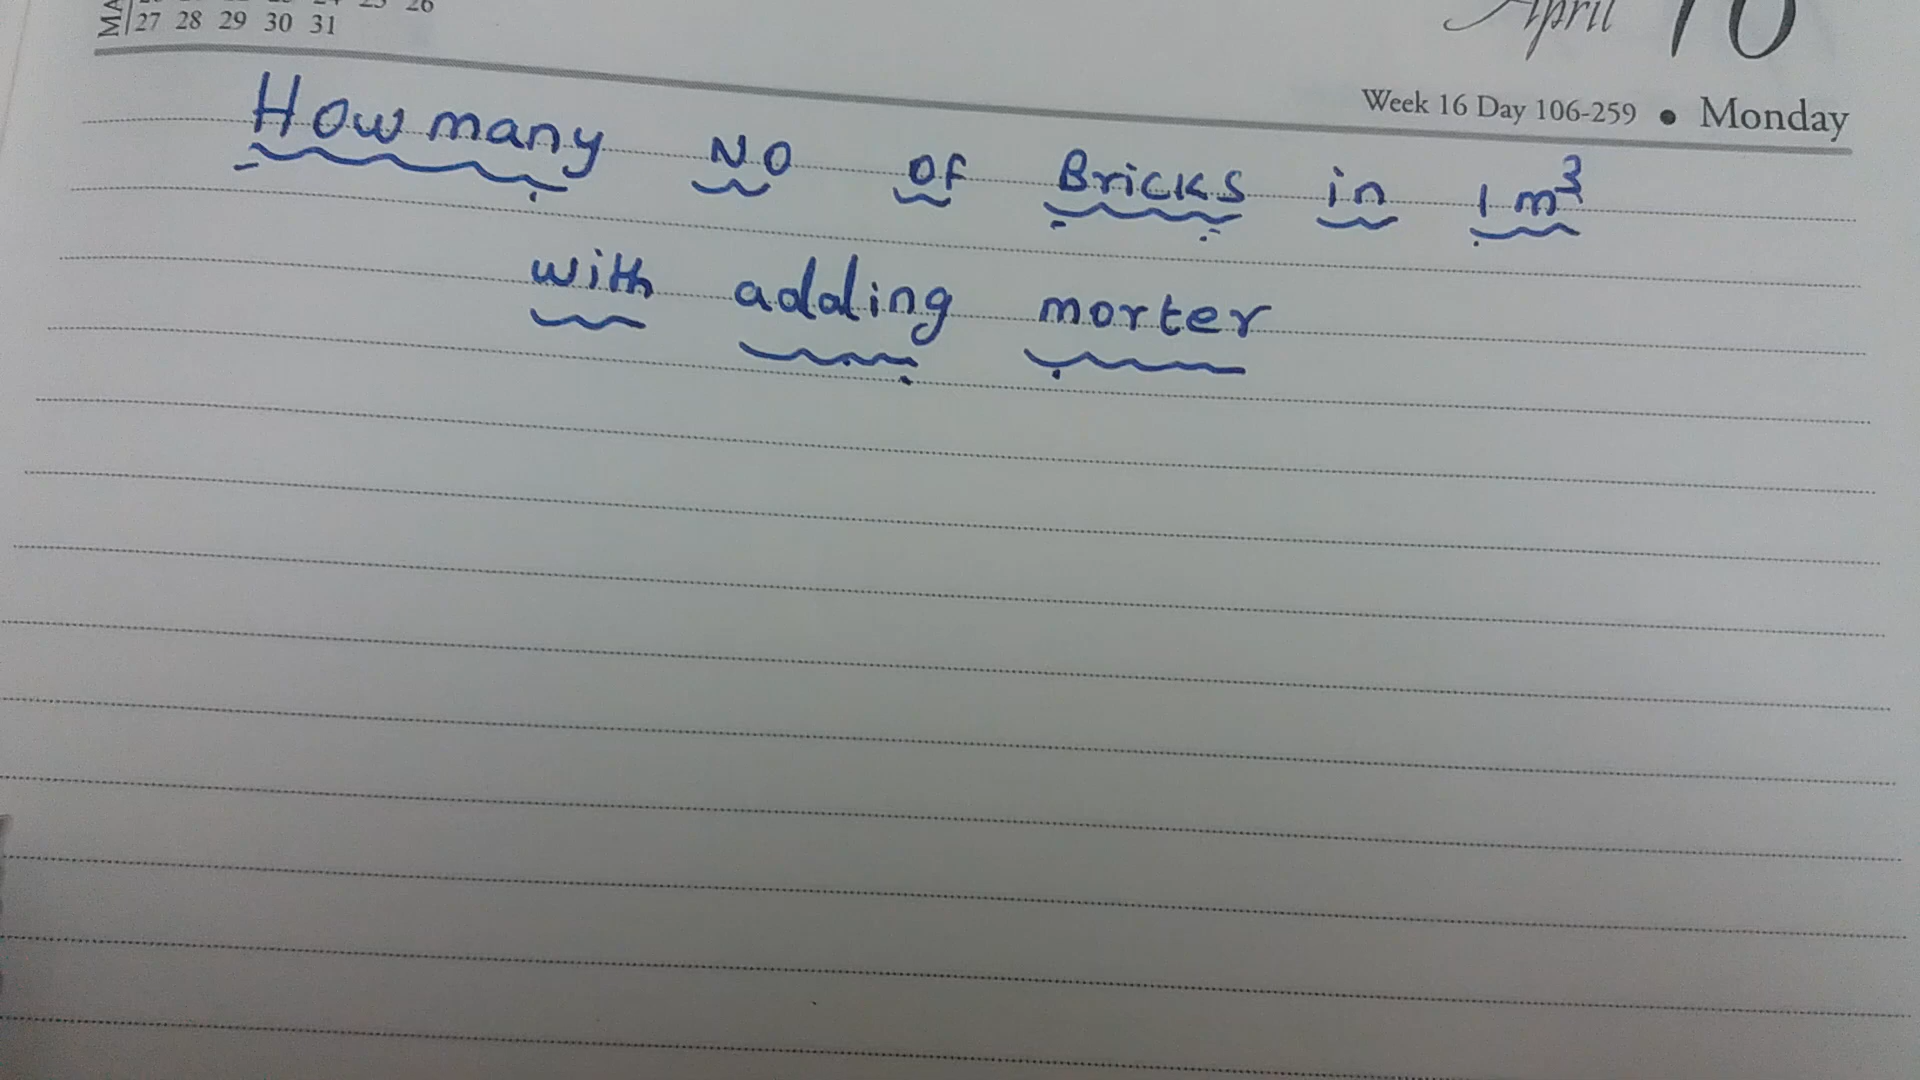 27 28 29 30 31
April
Week 16 Day 106-259 • Monday
How many NO of Bricks in 1 m³
with adding morter